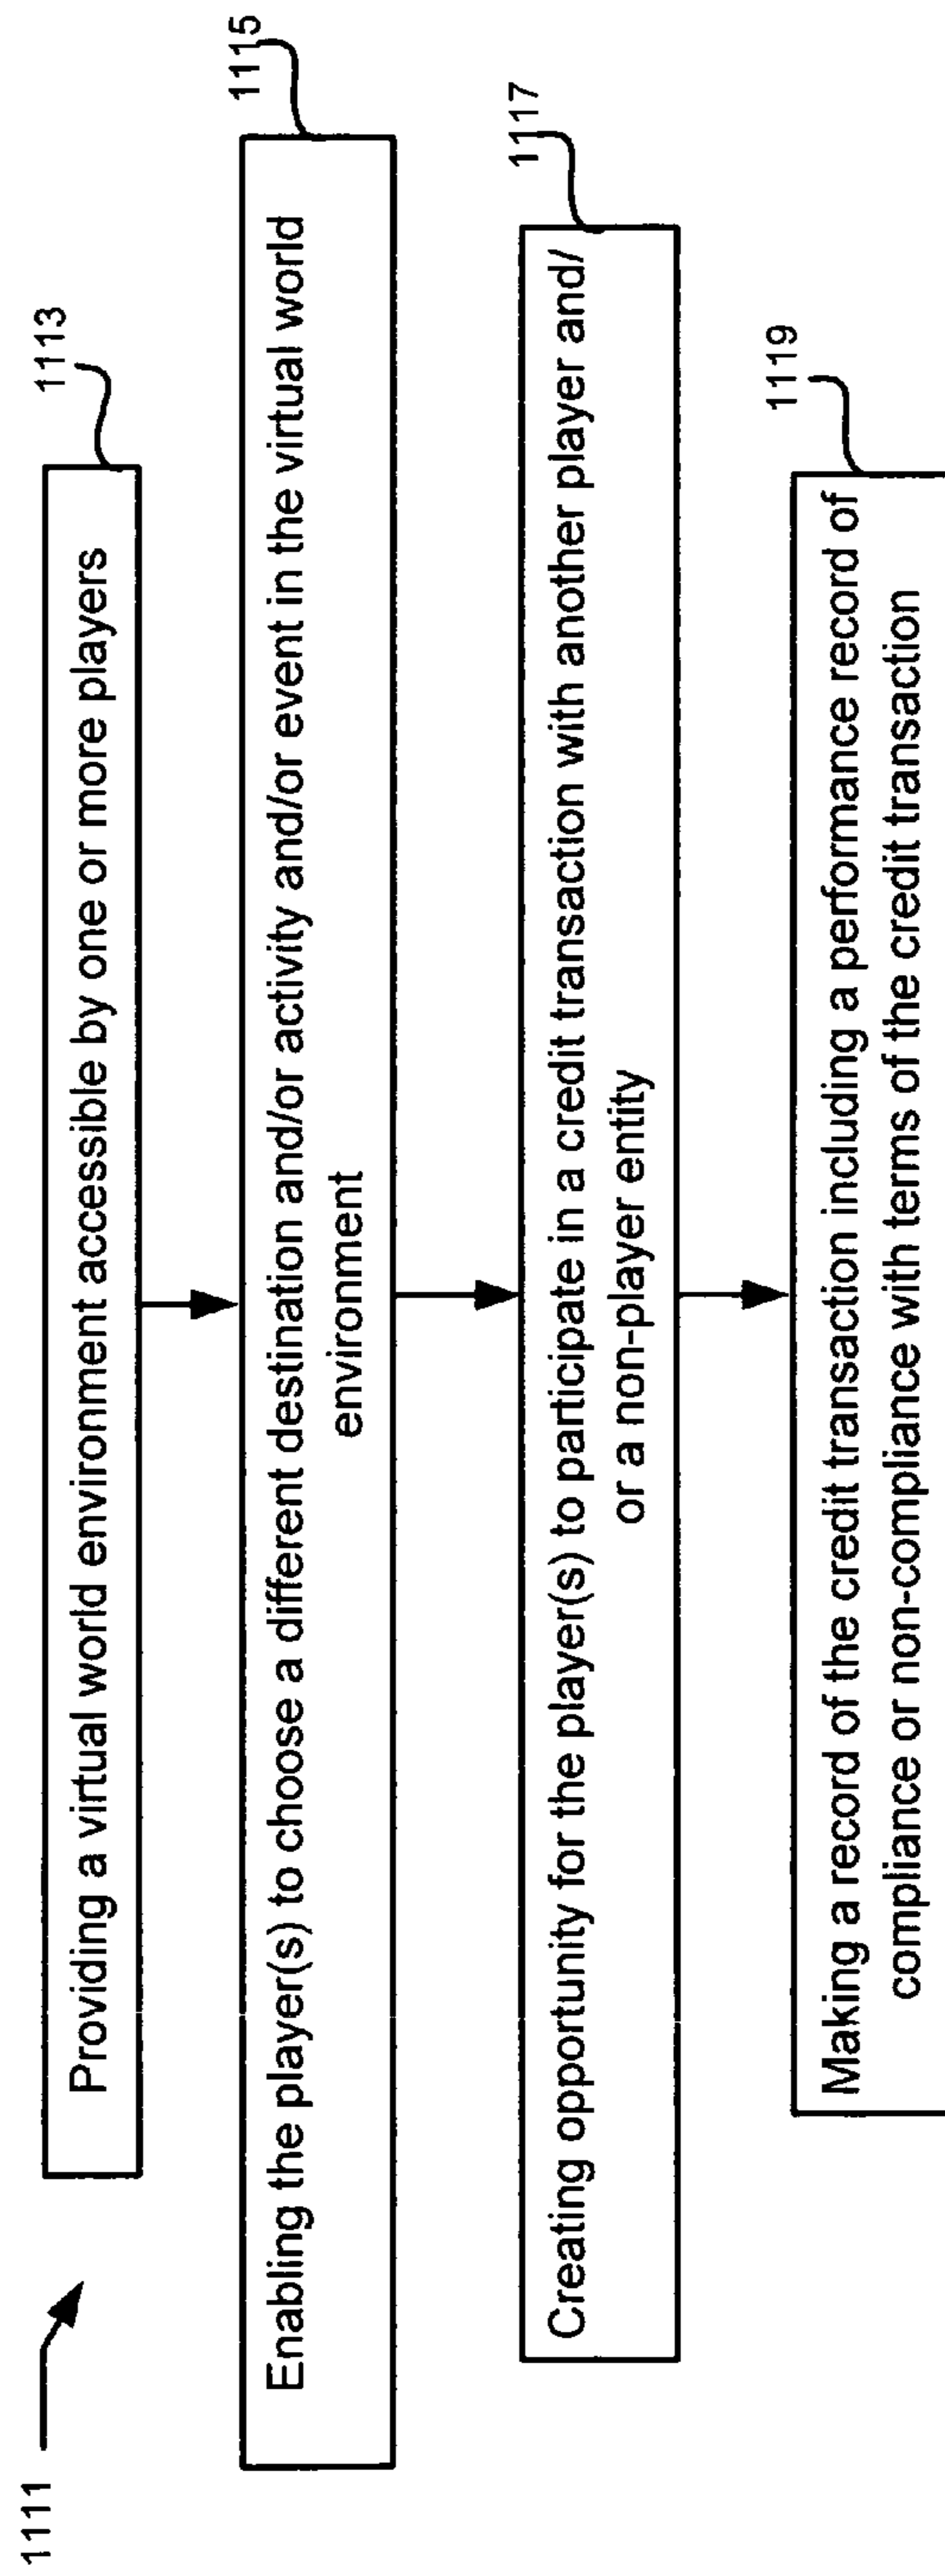 1111
1113
Providing a virtual world environment accessible by one or more players
1115
Enabling the player(s) to choose a different destination and/or activity and/or event in the virtual world
environment
1117
Creating opportunity for the player(s) to participate in a credit transaction with another player and/
or a non-player entity
1119
Making a record of the credit transaction including a performance record of
compliance or non-compliance with terms of the credit transaction